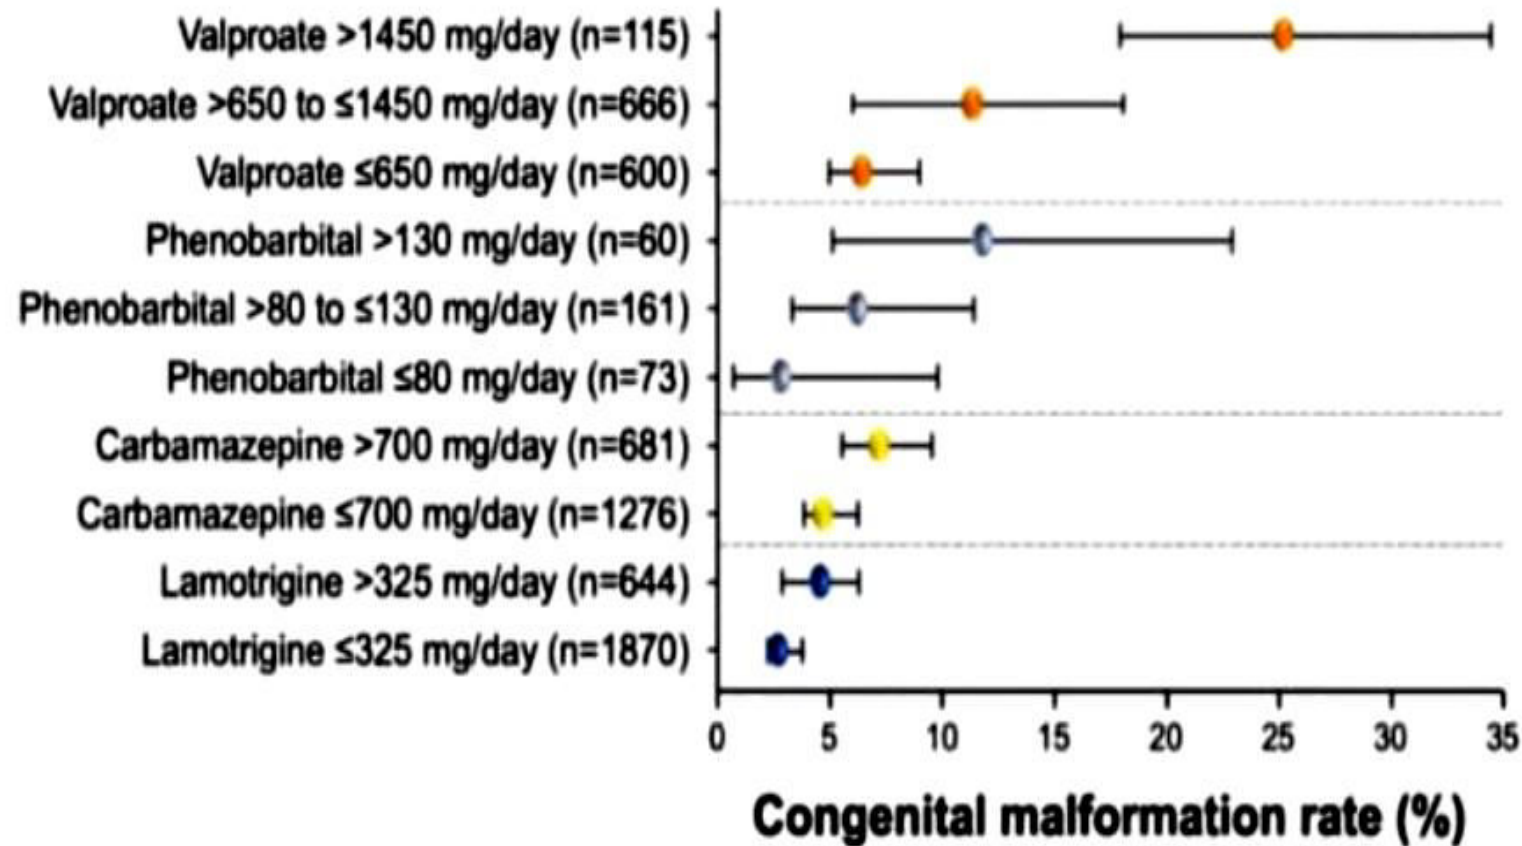 Valproate >1450 mg/day (n=115)
Valproate >650 to ≤1450 mg/day (n=666)
Valproate ≤650 mg/day (n=600)
Phenobarbital >130 mg/day (n=60)
Phenobarbital >80 to ≤130 mg/day (n=161)
Phenobarbital ≤80 mg/day (n=73)
Carbamazepine >700 mg/day (n=681)
Carbamazepine ≤700 mg/day (n=1276)
Lamotrigine >325 mg/day (n=644)
Lamotrigine ≤325 mg/day (n=1870)
0 5 10 15 20 25 30 35
Congenital malformation rate (%)